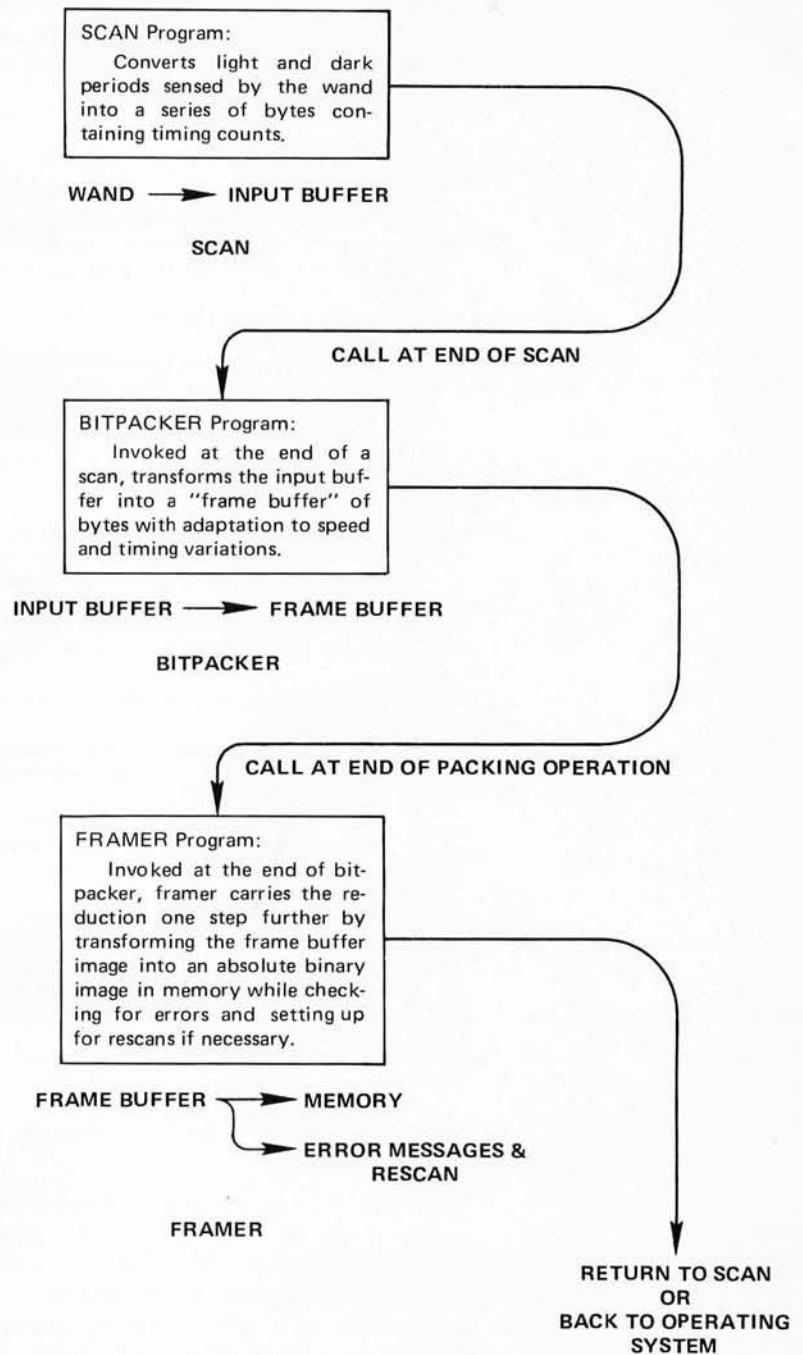 SCAN Program:
Converts light and dark
periods sensed by the wand
into a series of bytes con-
taining timing counts.
WAND → INPUT BUFFER
SCAN
CALL AT END OF SCAN
BITPACKER Program:
Invoked at the end of a
scan, transforms the input buf-
fer into a "frame buffer" of
bytes with adaptation to speed
and timing variations.
INPUT BUFFER → FRAME BUFFER
BITPACKER
CALL AT END OF PACKING OPERATION
FRAMER Program:
Invoked at the end of bit-
packer, framer carries the re-
duction one step further by
transforming the frame buffer
image into an absolute binary
image in memory while check-
ing for errors and setting up
for rescans if necessary.
FRAME BUFFER → MEMORY
ERROR MESSAGES &
RESCAN
FRAMER
RETURN TO SCAN
OR
BACK TO OPERATING
SYSTEM